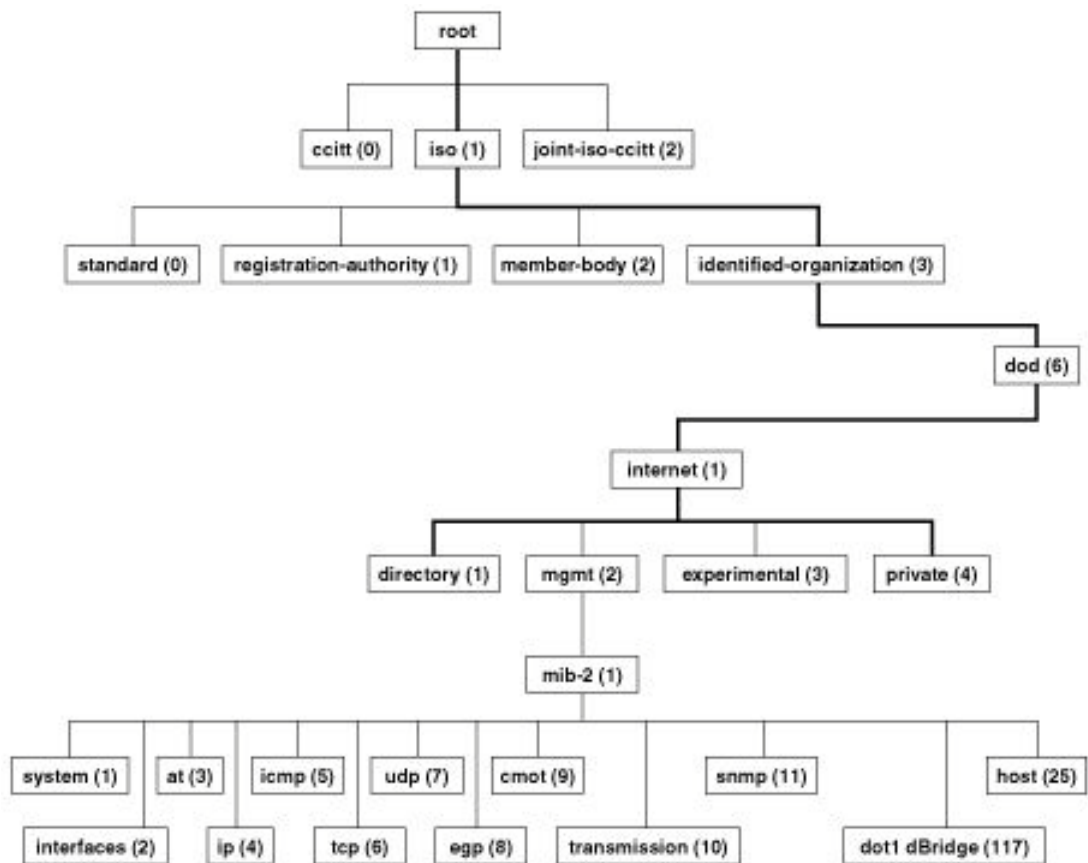 root
ccitt (0)
iso (1)
joint-iso-ccitt (2)
standard (0)
registration-authority (1)
member-body (2)
identified-organization (3)
dod (6)
internet (1)
directory (1)
mgmt (2)
experimental (3)
private (4)
mib-2 (1)
system (1)
at (3)
icmp (5)
udp (7)
cmot (9)
snmp (11)
host (25)
interfaces (2)
ip (4)
tcp (6)
egp (8)
transmission (10)
dot1 dBridge (117)